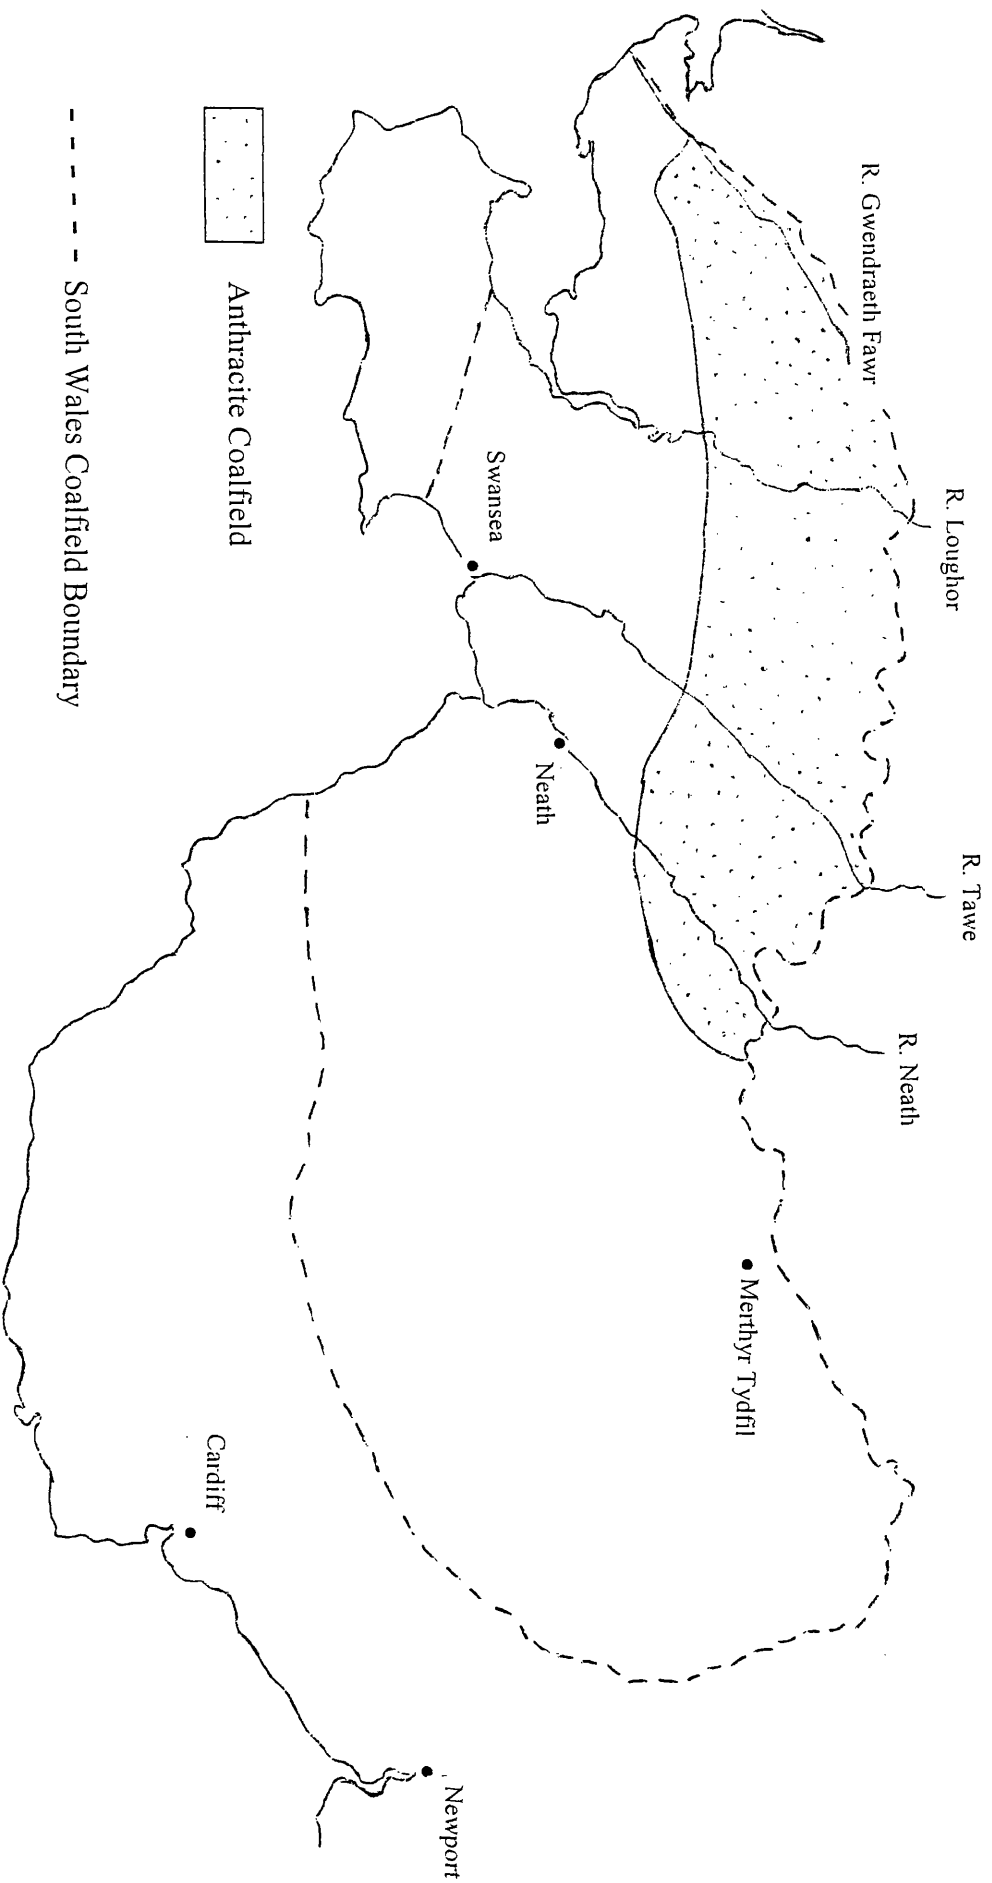 R. Gwendraeth Fawr
R. Loughor
R. Tawe
R. Neath
Swansea
Neath
Merthyr Tydfil
Cardiff
Newport
Anthracite Coalfield
South Wales Coalfield Boundary